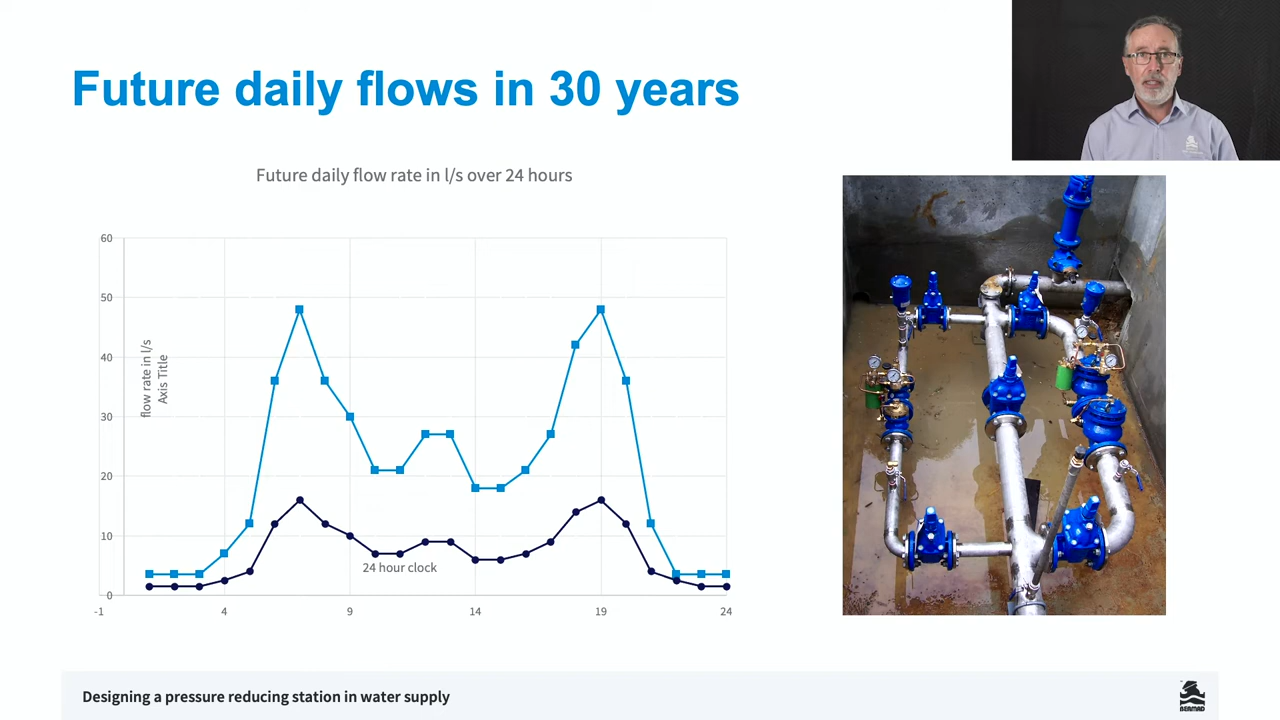 Future daily flows in 30 years
Future daily flow rate in l/s over 24 hours
60
50
40
30
20
10
0
flow rate in l/s
Axis Title
24 hour clock
-1 4 9 14 19 24
Designing a pressure reducing station in water supply
BERMAD